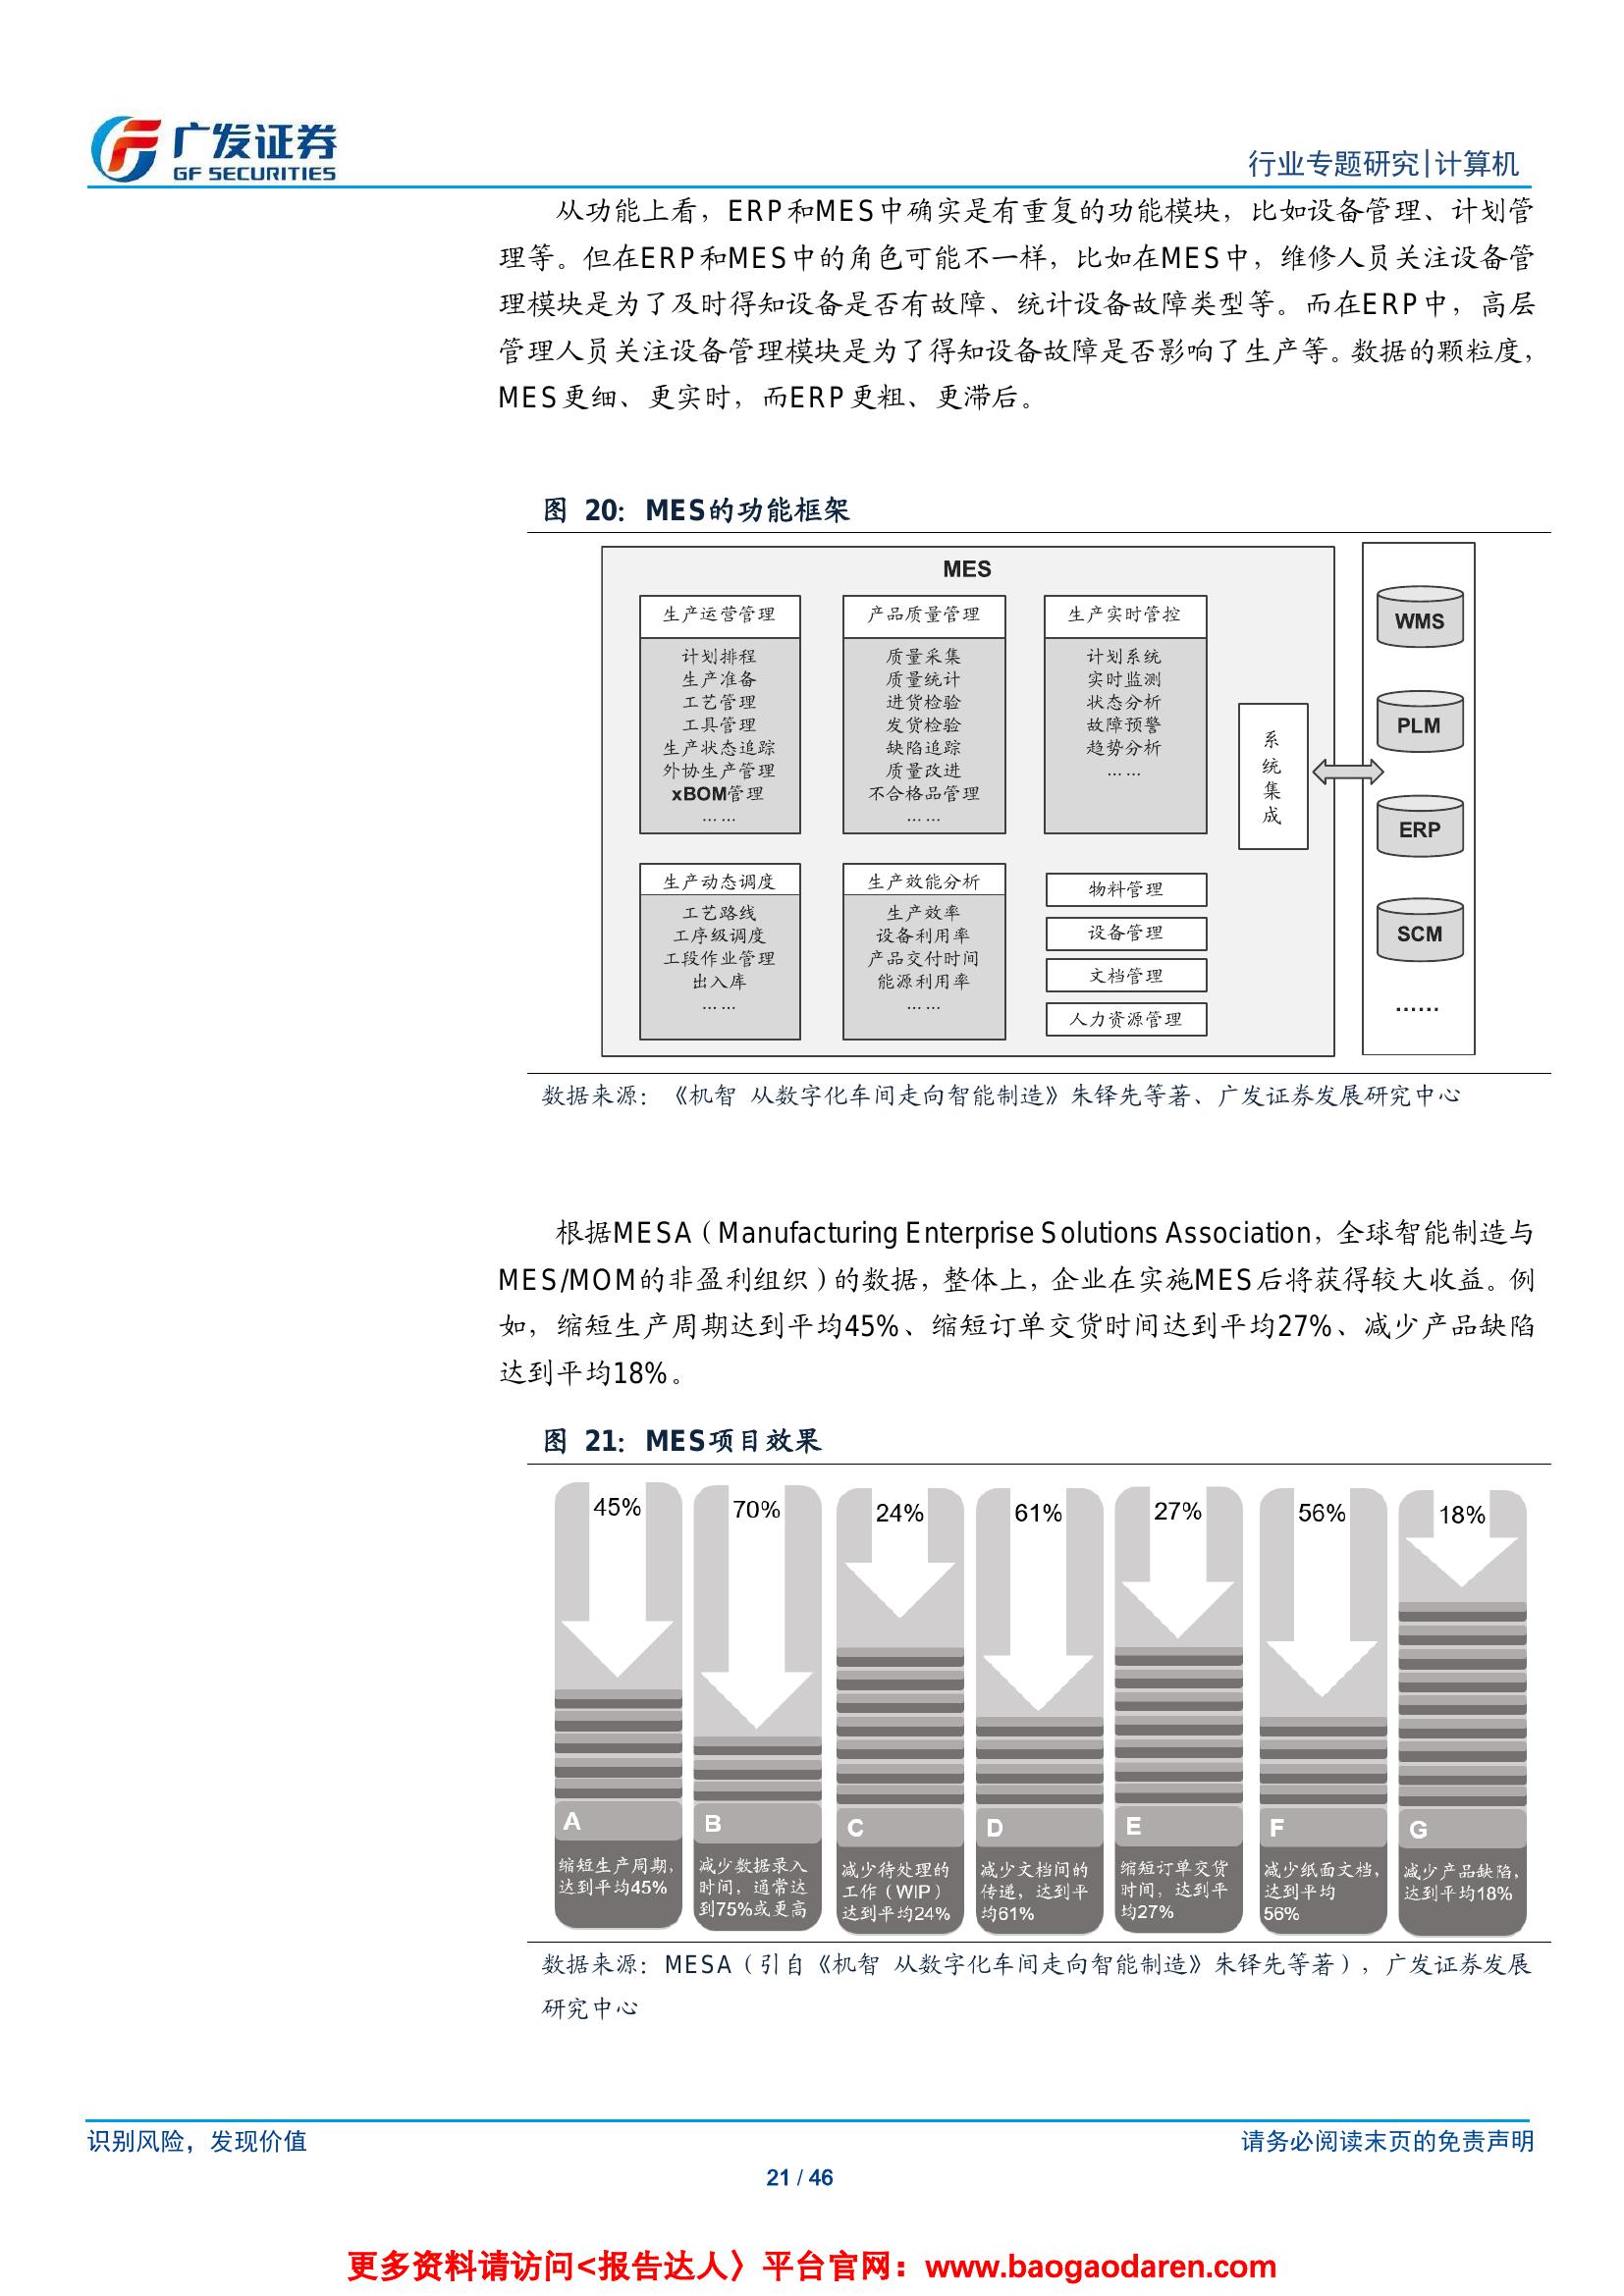 广发证券
GF SECURITIES
行业专题研究|计算机
从功能上看，ERP和MES中确实是有重复的功能模块，比如设备管理、计划管
理等。但在ERP和MES中的角色可能不一样，比如在MES中，维修人员关注设备管
理模块是为了及时得知设备是否有故障、统计设备故障类型等。而在ERP中，高层
管理人员关注设备管理模块是为了得知设备故障是否影响了生产等。数据的颗粒度，
MES更细、更实时，而ERP更粗、更滞后。
图 20：MES的功能框架
MES
生产运营管理
计划排程
生产准备
工艺管理
工具管理
生产状态追踪
外协生产管理
xBOM管理
……
产品质量管理
质量采集
质量统计
进货检验
发货检验
缺陷追踪
质量改进
不合格品管理
……
生产实时管控
计划系统
实时监测
状态分析
故障预警
趋势分析
……
生产动态调度
工艺路线
工序级调度
工段作业管理
出入库
……
生产效能分析
生产效率
设备利用率
产品交付时间
能源利用率
……
物料管理
设备管理
文档管理
人力资源管理
系
统
集
成
WMS
PLM
ERP
SCM
……
数据来源：《机智 从数字化车间走向智能制造》朱铎先等著、广发证券发展研究中心
根据MESA（Manufacturing Enterprise Solutions Association，全球智能制造与
MES/MOM的非盈利组织）的数据，整体上，企业在实施MES后将获得较大收益。例
如，缩短生产周期达到平均45%、缩短订单交货时间达到平均27%、减少产品缺陷
达到平均18%。
图 21：MES项目效果
45%
A
缩短生产周期，
达到平均45%
70%
B
减少数据录入
时间，通常达
到75%或更高
24%
C
减少待处理的
工作（WIP）
达到平均24%
61%
D
减少文档间的
传递，达到平
均61%
27%
E
缩短订单交货
时间，达到平
均27%
56%
F
减少纸面文档，
达到平均
56%
18%
G
减少产品缺陷，
达到平均18%
数据来源：MESA（引自《机智 从数字化车间走向智能制造》朱铎先等著），广发证券发展
研究中心
识别风险，发现价值
请务必阅读末页的免责声明
21 / 46
更多资料请访问<报告达人〉平台官网：www.baogaodaren.com